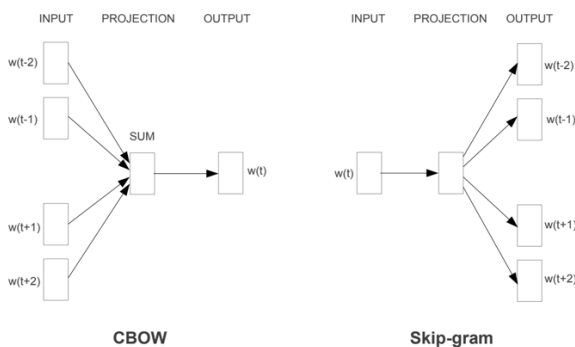 INPUT PROJECTION OUTPUT
w(t-2)
w(t-1)
SUM
w(t)
w(t+1)
w(t+2)
CBOW
INPUT PROJECTION OUTPUT
w(t-2)
w(t-1)
w(t)
w(t+1)
w(t+2)
Skip-gram